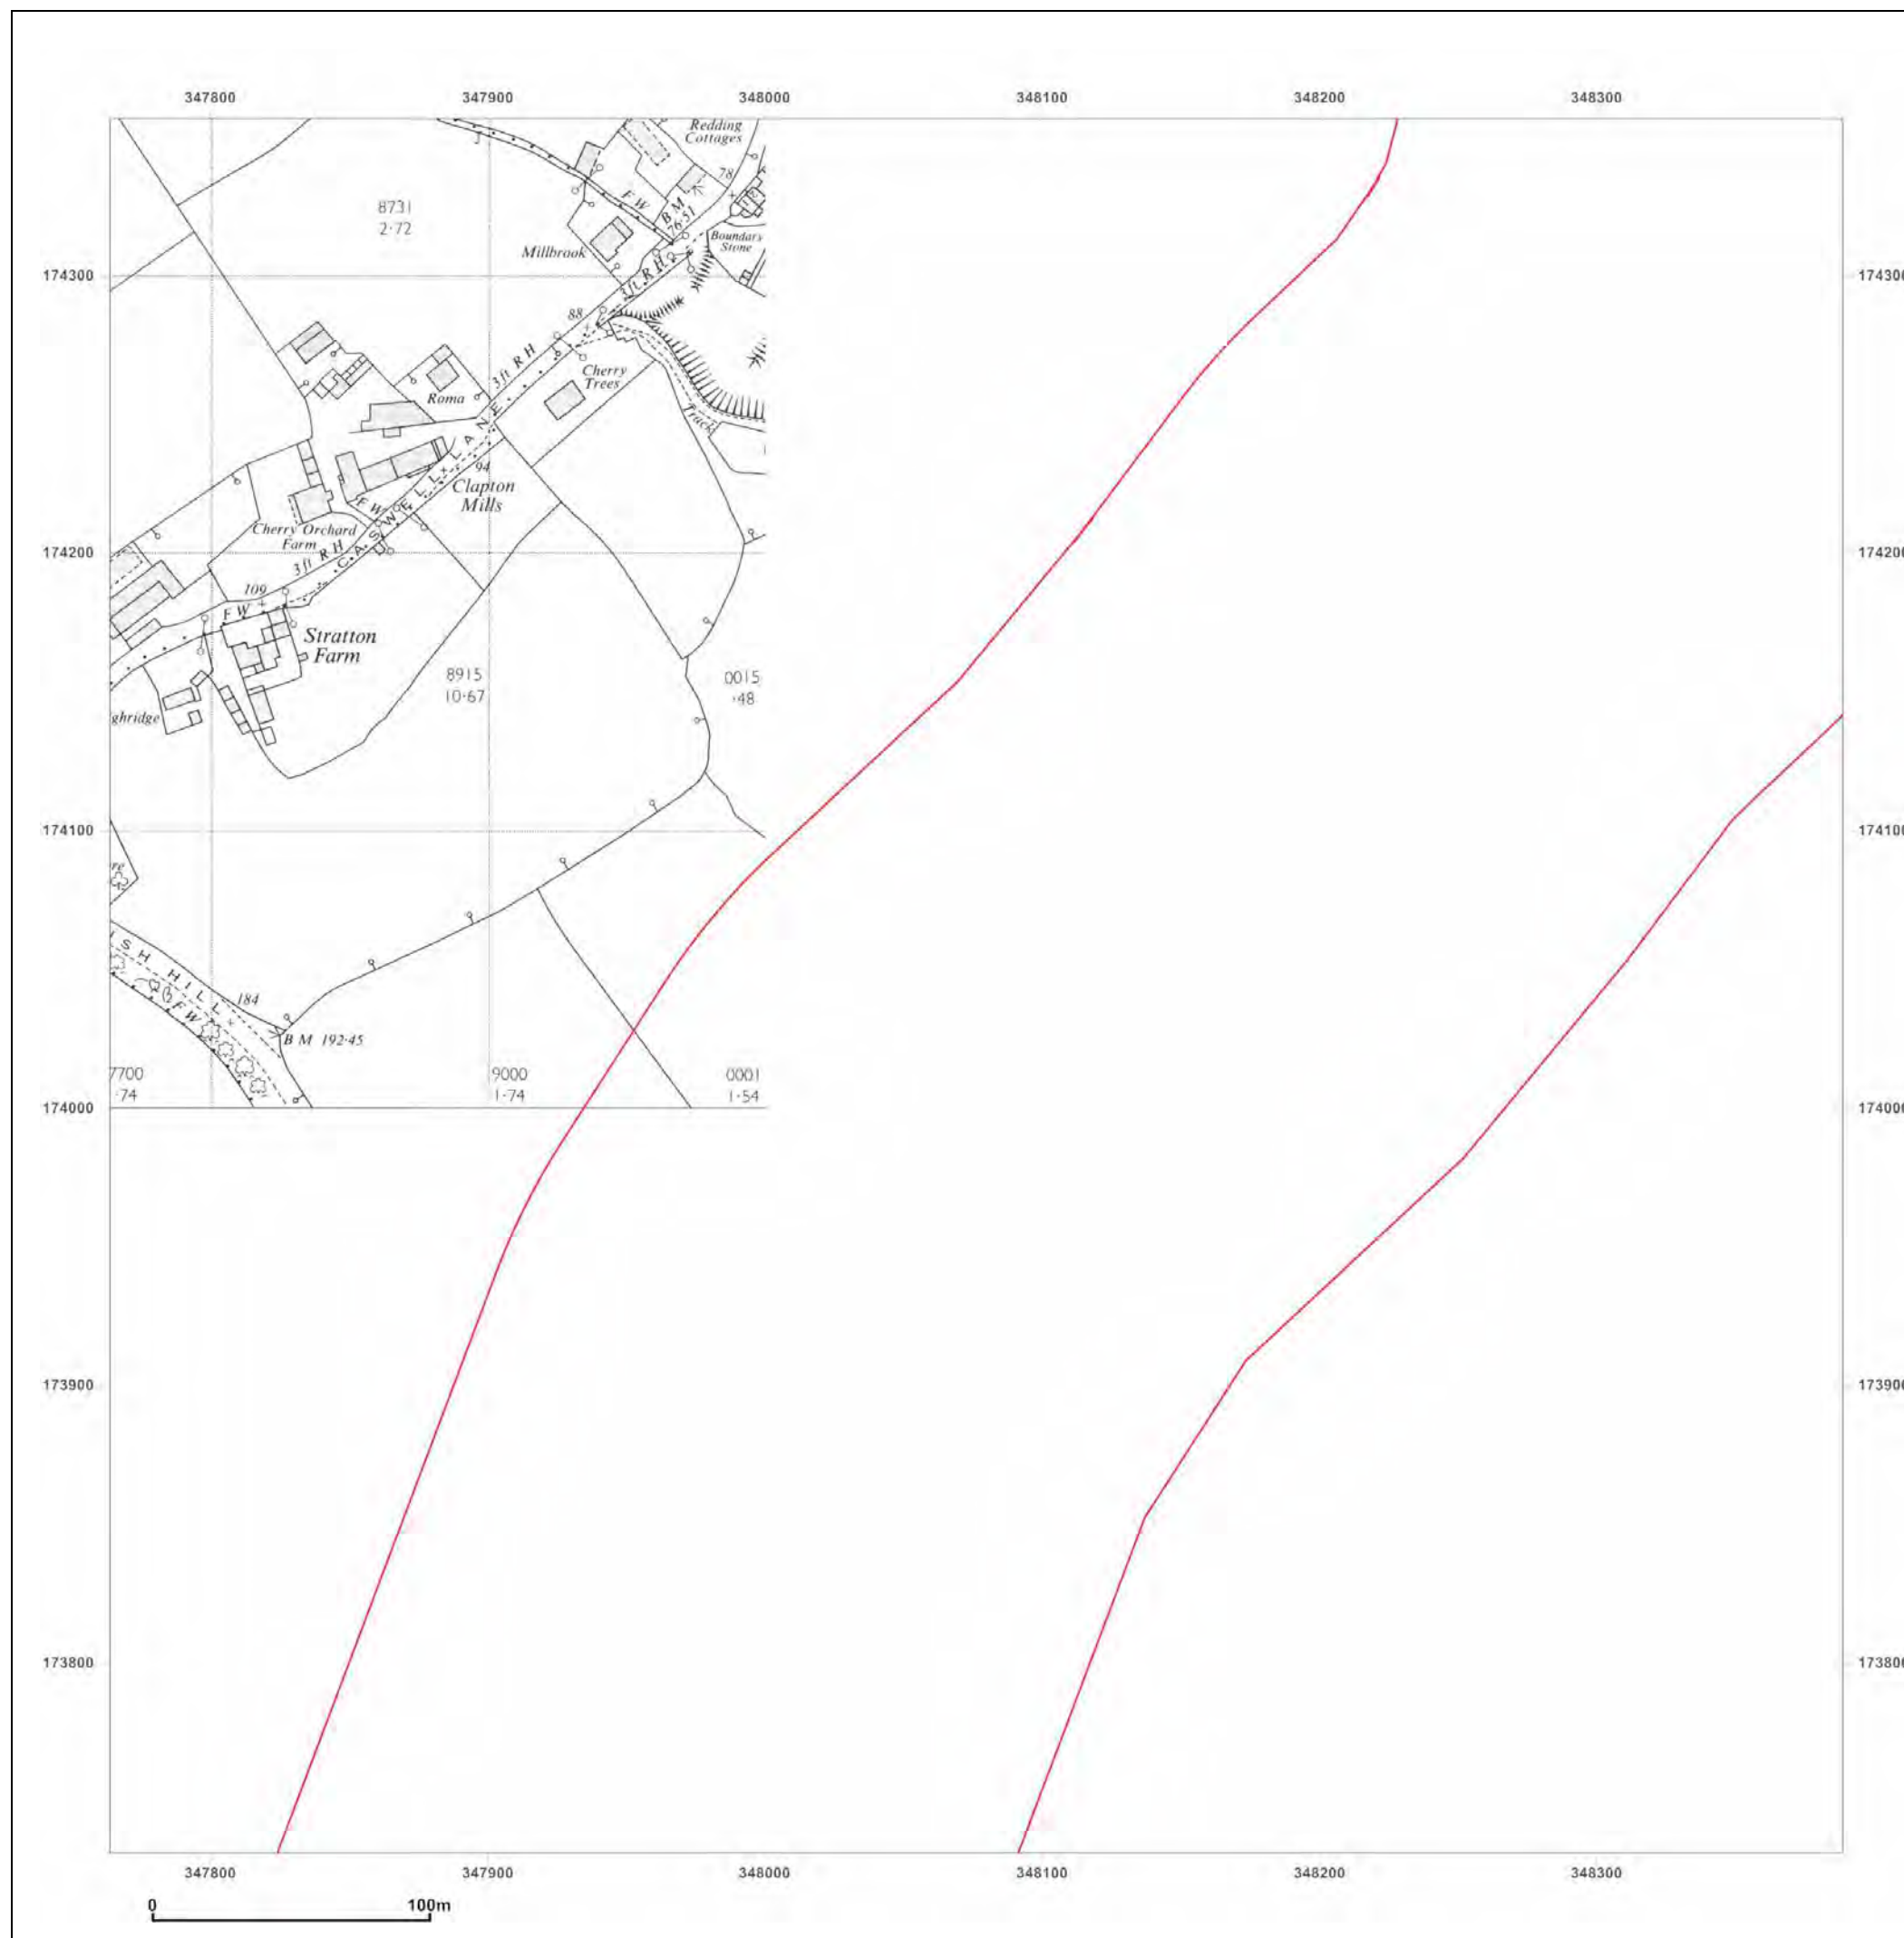 347800 347900 348000 348100 348200 348300
Redding
Cottages
78
F W
B M
76·51
8731
2·72
Millbrook
Boundary
Stone
174300
174300
3ft R H
88
3ft R H
Cherry
Trees
Roma
Track
94
Clapton
Mills
CASWELL LANE
F W
Cherry Orchard
Farm
3ft R H
174200
174200
109
F W
Stratton
Farm
8915
10·67
0015
·48
ghridge
174100
174100
re
SH HILL
F W
184
B M 192·45
7700
·74
9000
1·74
0001
1·54
174000
174000
173900
173900
173800
173800
347800 347900 348000 348100 348200 348300
0 100m